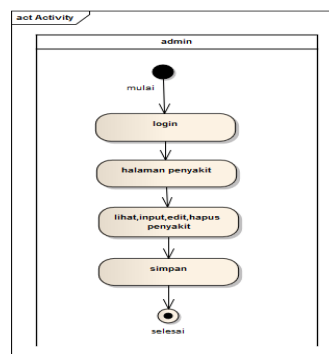 act Activity
admin
mulai
login
halaman penyakit
lihat,input,edit,hapus
penyakit
simpan
selesai